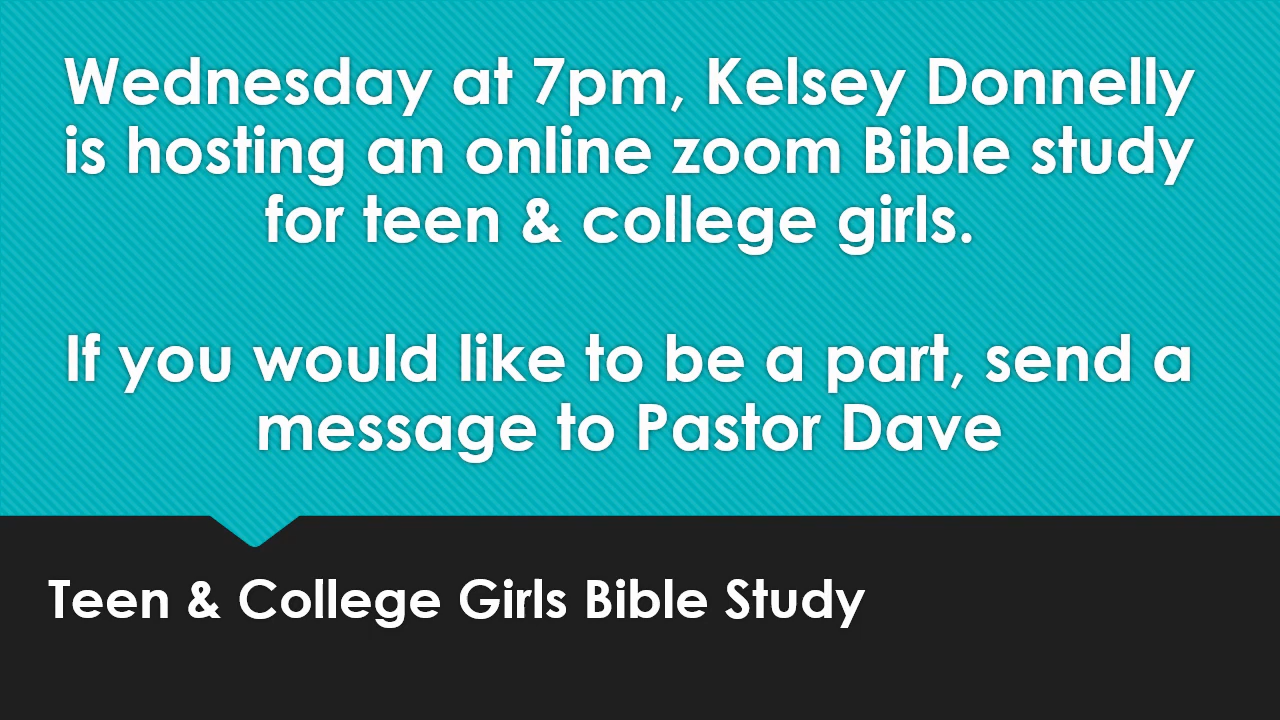 Wednesday at 7pm, Kelsey Donnelly
is hosting an online zoom Bible study
for teen & college girls.
If you would like to be a part, send a
message to Pastor Dave
Teen & College Girls Bible Study